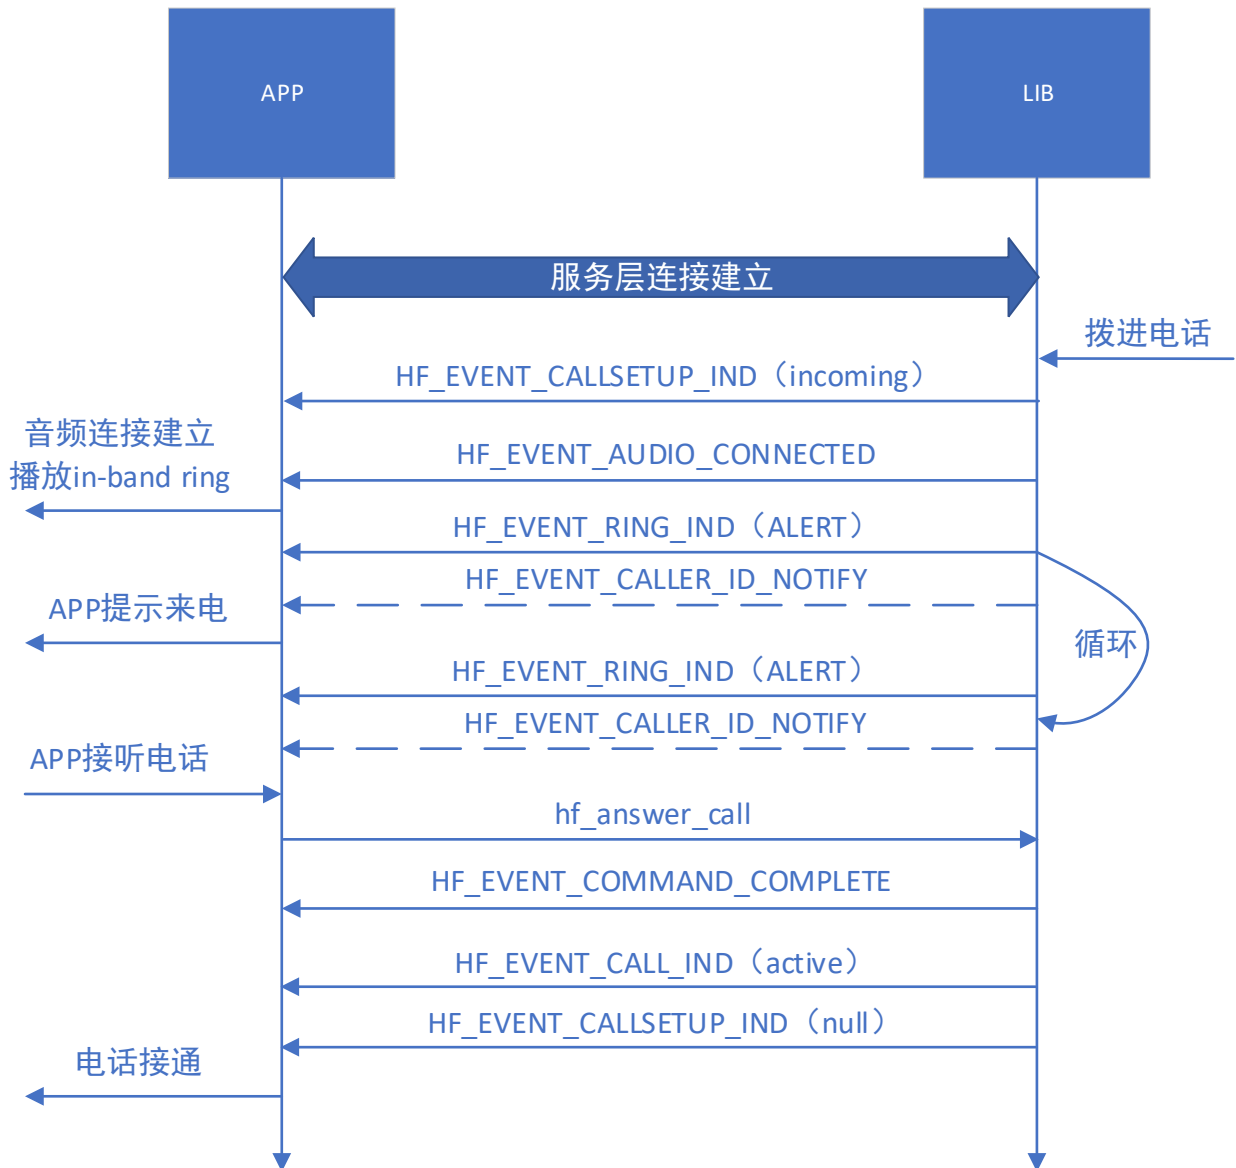 APP
LIB
服务层连接建立
拨进电话
HF_EVENT_CALLSETUP_IND（incoming）
音频连接建立
播放in-band ring
HF_EVENT_AUDIO_CONNECTED
HF_EVENT_RING_IND（ALERT）
HF_EVENT_CALLER_ID_NOTIFY
APP提示来电
循环
HF_EVENT_RING_IND（ALERT）
HF_EVENT_CALLER_ID_NOTIFY
APP接听电话
hf_answer_call
HF_EVENT_COMMAND_COMPLETE
HF_EVENT_CALL_IND（active）
HF_EVENT_CALLSETUP_IND（null）
电话接通